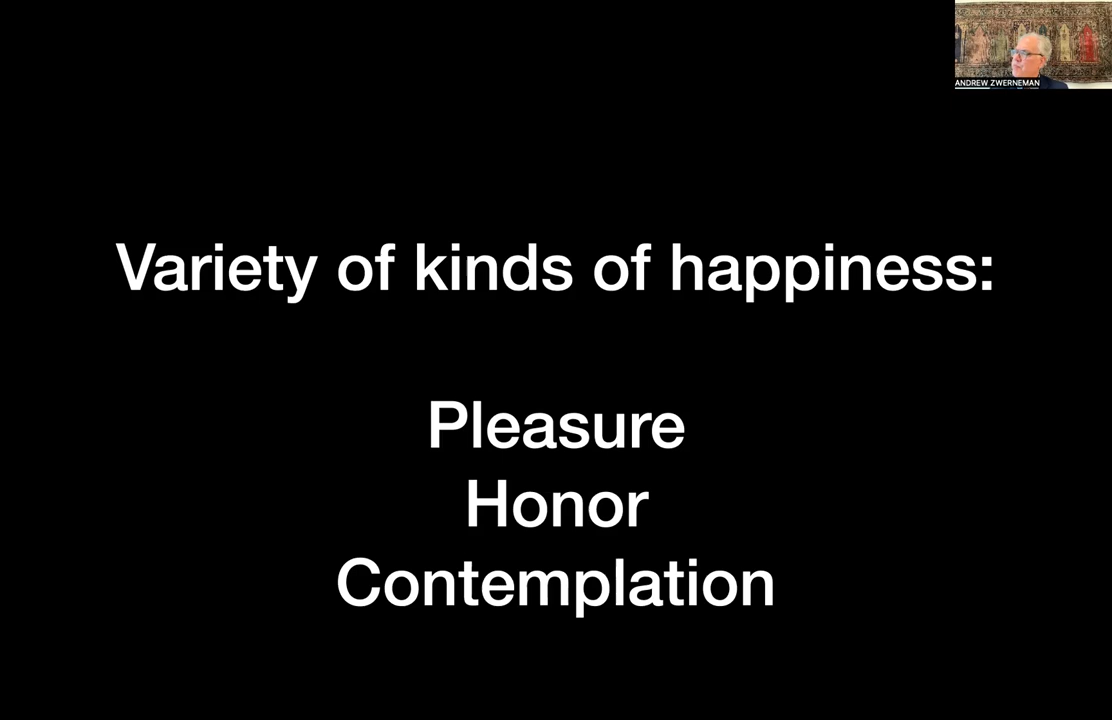 ANDREW ZWERNEMAN
Variety of kinds of happiness:
Pleasure
Honor
Contemplation